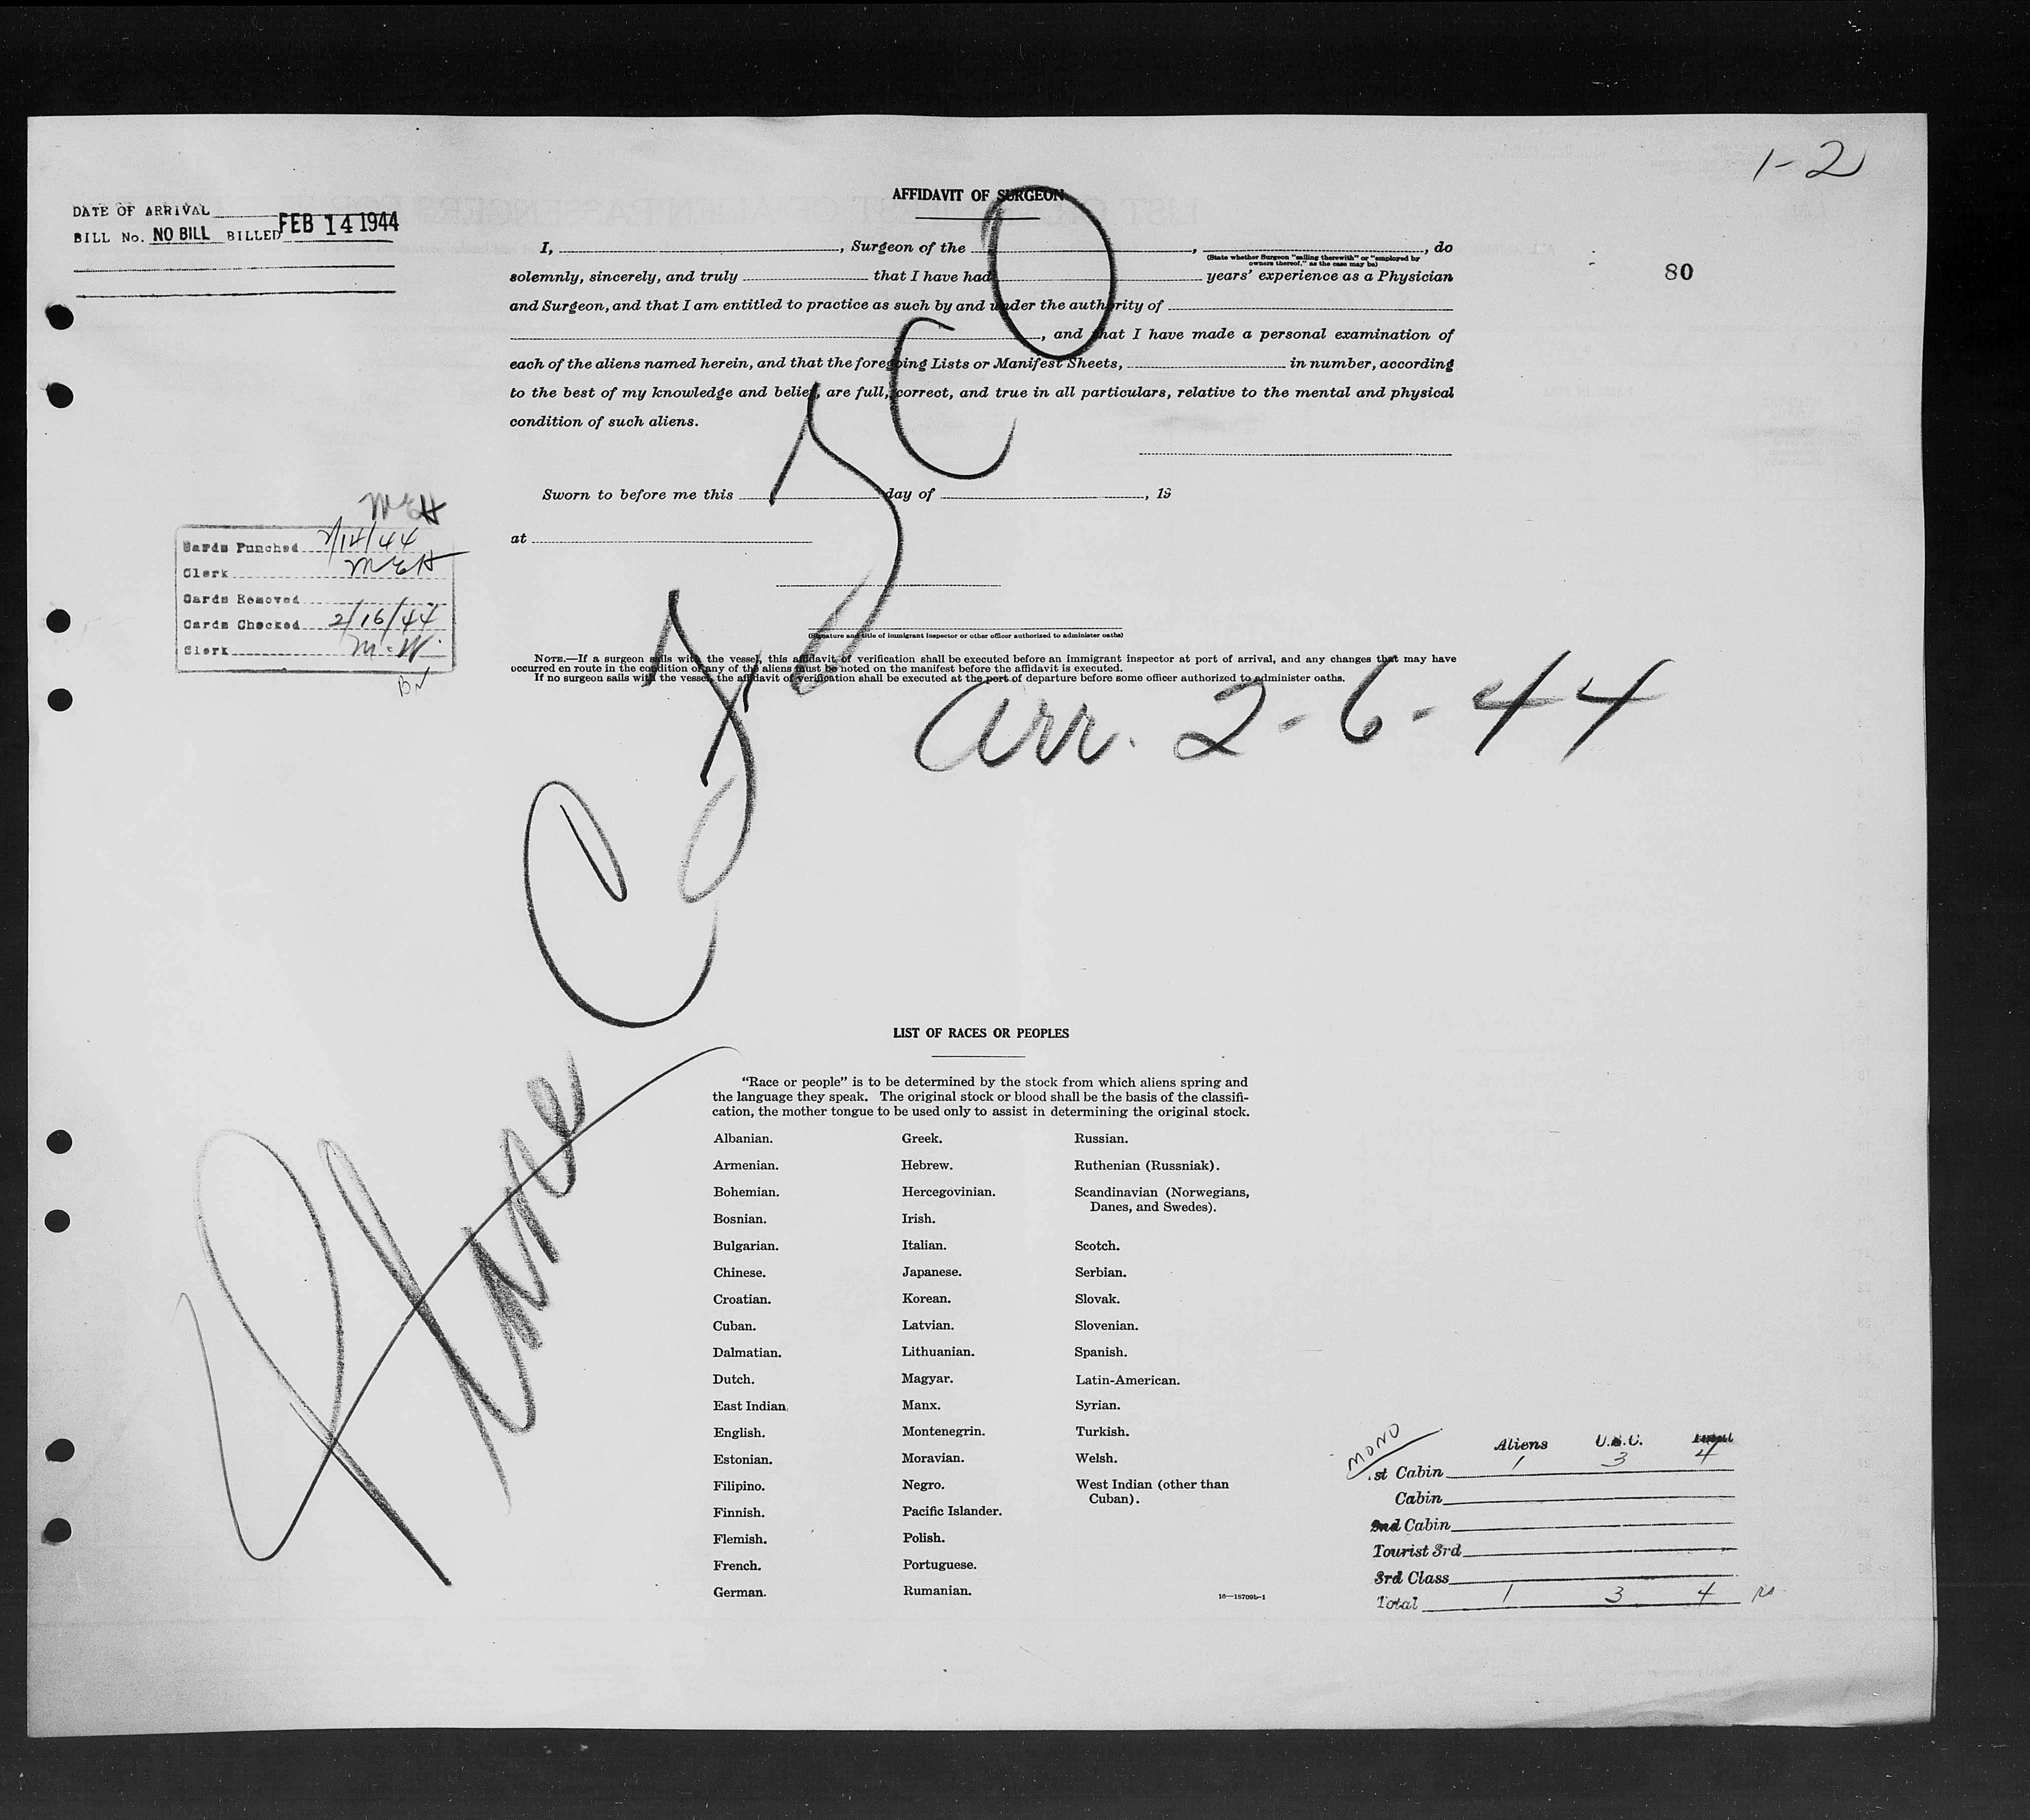 1-2
AFFIDAVIT OF SURGEON
DATE OF ARRIVAL
BILL No. NO BILL BILLED FEB 14 1944
80
I, , Surgeon of the , , do
(State whether Surgeon "sailing therewith" or "employed by
owners thereof," as the case may be)
solemnly, sincerely, and truly that I have had years' experience as a Physician
and Surgeon, and that I am entitled to practice as such by and under the authority of
, and that I have made a personal examination of
each of the aliens named herein, and that the foregoing Lists or Manifest Sheets, in number, according
to the best of my knowledge and belief, are full, correct, and true in all particulars, relative to the mental and physical
condition of such aliens.
Sworn to before me this day of , 19
at
MEH
Cards Punched 2/14/44
Clerk MEH
Cards Removed
Cards Checked 2/16/44
Clerk McW
(Signature and title of immigrant inspector or other officer authorized to administer oaths)
NOTE.—If a surgeon sails with the vessel, this affidavit of verification shall be executed before an immigrant inspector at port of arrival, and any changes that may have
occurred en route in the condition of any of the aliens must be noted on the manifest before the affidavit is executed.
If no surgeon sails with the vessel, the affidavit of verification shall be executed at the port of departure before some officer authorized to administer oaths.
Arr. 2-6-44
Plane
LIST OF RACES OR PEOPLES
"Race or people" is to be determined by the stock from which aliens spring and
the language they speak. The original stock or blood shall be the basis of the classifi-
cation, the mother tongue to be used only to assist in determining the original stock.
Albanian. Greek. Russian.
Armenian. Hebrew. Ruthenian (Russniak).
Bohemian. Hercegovinian. Scandinavian (Norwegians,
Danes, and Swedes).
Bosnian. Irish.
Bulgarian. Italian. Scotch.
Chinese. Japanese. Serbian.
Croatian. Korean. Slovak.
Cuban. Latvian. Slovenian.
Dalmatian. Lithuanian. Spanish.
Dutch. Magyar. Latin-American.
East Indian. Manx. Syrian.
English. Montenegrin. Turkish.
Estonian. Moravian. Welsh.
Filipino. Negro. West Indian (other than
Cuban).
Finnish. Pacific Islander.
Flemish. Polish.
French. Portuguese.
German. Rumanian.
16—18709b-1
MONO
Aliens U.S.C. Total
1st Cabin 1 3 4
Cabin
2nd Cabin
Tourist 3rd
3rd Class
Total 1 3 4